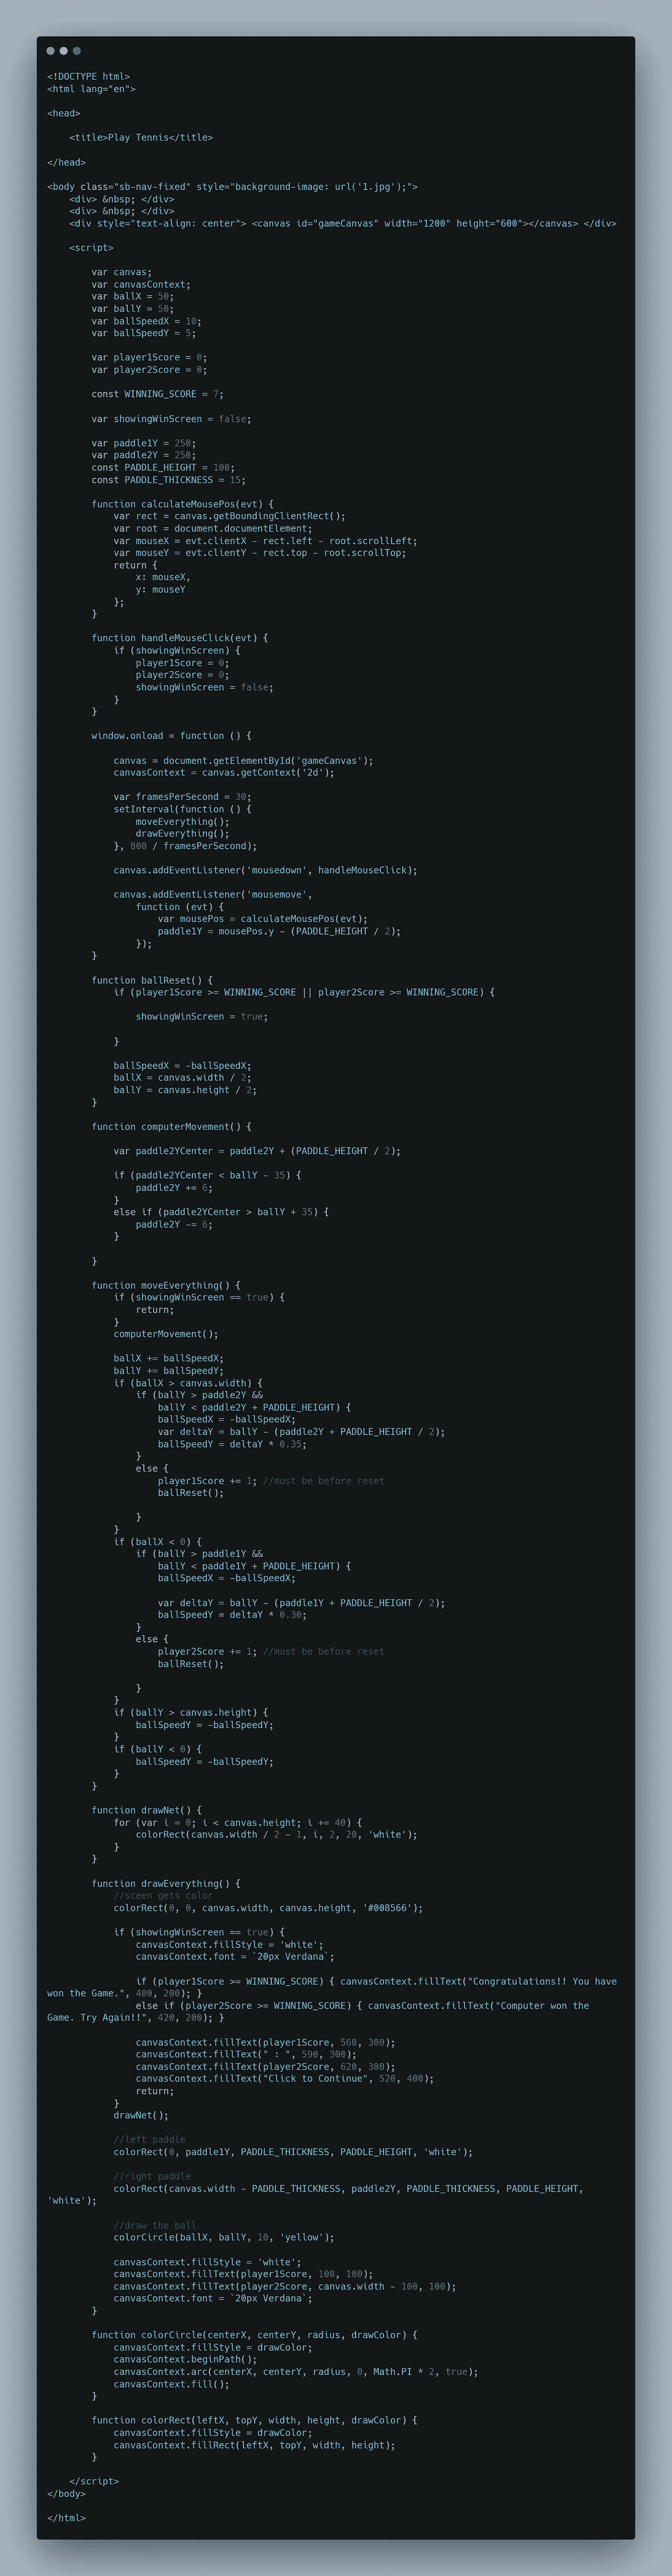 <!DOCTYPE html>
<html lang="en">
<head>
<title>Play Tennis</title>
</head>
<body class="sb-nav-fixed" style="background-image: url('1.jpg');">
<div> &nbsp; </div>
<div> &nbsp; </div>
<div style="text-align: center"> <canvas id="gameCanvas" width="1200" height="600"></canvas> </div>
<script>
var canvas;
var canvasContext;
var ballX = 50;
var ballY = 50;
var ballSpeedX = 10;
var ballSpeedY = 5;
var player1Score = 0;
var player2Score = 0;
const WINNING_SCORE = 7;
var showingWinScreen = false;
var paddle1Y = 250;
var paddle2Y = 250;
const PADDLE_HEIGHT = 100;
const PADDLE_THICKNESS = 15;
function calculateMousePos(evt) {
var rect = canvas.getBoundingClientRect();
var root = document.documentElement;
var mouseX = evt.clientX - rect.left - root.scrollLeft;
var mouseY = evt.clientY - rect.top - root.scrollTop;
return {
x: mouseX,
y: mouseY
};
}
function handleMouseClick(evt) {
if (showingWinScreen) {
player1Score = 0;
player2Score = 0;
showingWinScreen = false;
}
}
window.onload = function () {
canvas = document.getElementById('gameCanvas');
canvasContext = canvas.getContext('2d');
var framesPerSecond = 30;
setInterval(function () {
moveEverything();
drawEverything();
}, 800 / framesPerSecond);
canvas.addEventListener('mousedown', handleMouseClick);
canvas.addEventListener('mousemove',
function (evt) {
var mousePos = calculateMousePos(evt);
paddle1Y = mousePos.y - (PADDLE_HEIGHT / 2);
});
}
function ballReset() {
if (player1Score >= WINNING_SCORE || player2Score >= WINNING_SCORE) {
showingWinScreen = true;
}
ballSpeedX = -ballSpeedX;
ballX = canvas.width / 2;
ballY = canvas.height / 2;
}
function computerMovement() {
var paddle2YCenter = paddle2Y + (PADDLE_HEIGHT / 2);
if (paddle2YCenter < ballY - 35) {
paddle2Y += 6;
}
else if (paddle2YCenter > ballY + 35) {
paddle2Y -= 6;
}
}
function moveEverything() {
if (showingWinScreen == true) {
return;
}
computerMovement();
ballX += ballSpeedX;
ballY += ballSpeedY;
if (ballX > canvas.width) {
if (ballY > paddle2Y &&
ballY < paddle2Y + PADDLE_HEIGHT) {
ballSpeedX = -ballSpeedX;
var deltaY = ballY - (paddle2Y + PADDLE_HEIGHT / 2);
ballSpeedY = deltaY * 0.35;
}
else {
player1Score += 1; //must be before reset
ballReset();
}
}
if (ballX < 0) {
if (ballY > paddle1Y &&
ballY < paddle1Y + PADDLE_HEIGHT) {
ballSpeedX = -ballSpeedX;
var deltaY = ballY - (paddle1Y + PADDLE_HEIGHT / 2);
ballSpeedY = deltaY * 0.30;
}
else {
player2Score += 1; //must be before reset
ballReset();
}
}
if (ballY > canvas.height) {
ballSpeedY = -ballSpeedY;
}
if (ballY < 0) {
ballSpeedY = -ballSpeedY;
}
}
function drawNet() {
for (var i = 0; i < canvas.height; i += 40) {
colorRect(canvas.width / 2 - 1, i, 2, 20, 'white');
}
}
function drawEverything() {
//sceen gets color
colorRect(0, 0, canvas.width, canvas.height, '#008566');
if (showingWinScreen == true) {
canvasContext.fillStyle = 'white';
canvasContext.font = `20px Verdana`;
if (player1Score >= WINNING_SCORE) { canvasContext.fillText("Congratulations!! You have
won the Game.", 400, 200); }
else if (player2Score >= WINNING_SCORE) { canvasContext.fillText("Computer won the
Game. Try Again!!", 420, 200); }
canvasContext.fillText(player1Score, 560, 300);
canvasContext.fillText(" : ", 590, 300);
canvasContext.fillText(player2Score, 620, 300);
canvasContext.fillText("Click to Continue", 520, 400);
return;
}
drawNet();
//left paddle
colorRect(0, paddle1Y, PADDLE_THICKNESS, PADDLE_HEIGHT, 'white');
//right paddle
colorRect(canvas.width - PADDLE_THICKNESS, paddle2Y, PADDLE_THICKNESS, PADDLE_HEIGHT,
'white');
//draw the ball
colorCircle(ballX, ballY, 10, 'yellow');
canvasContext.fillStyle = 'white';
canvasContext.fillText(player1Score, 100, 100);
canvasContext.fillText(player2Score, canvas.width - 100, 100);
canvasContext.font = `20px Verdana`;
}
function colorCircle(centerX, centerY, radius, drawColor) {
canvasContext.fillStyle = drawColor;
canvasContext.beginPath();
canvasContext.arc(centerX, centerY, radius, 0, Math.PI * 2, true);
canvasContext.fill();
}
function colorRect(leftX, topY, width, height, drawColor) {
canvasContext.fillStyle = drawColor;
canvasContext.fillRect(leftX, topY, width, height);
}
</script>
</body>
</html>